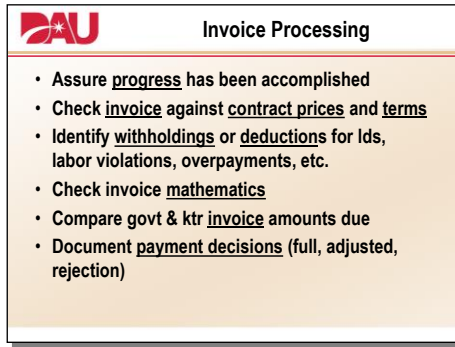 DAU
Invoice Processing
• Assure progress has been accomplished
• Check invoice against contract prices and terms
• Identify withholdings or deductions for lds,
labor violations, overpayments, etc.
• Check invoice mathematics
• Compare govt & ktr invoice amounts due
• Document payment decisions (full, adjusted,
rejection)